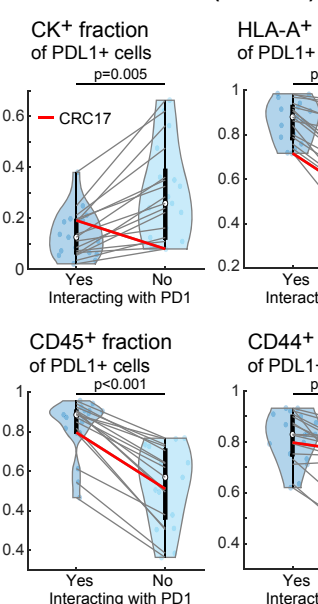 CK+ fraction
of PDL1+ cells
p=0.005
0.6
0.4
0.2
0
CRC17
Yes
No
Interacting with PD1
HLA-A+
of PDL1+
p
1
0.8
0.6
0.4
0.2
Yes
Interact
CD45+ fraction
of PDL1+ cells
p<0.001
1
0.8
0.6
0.4
0.4
Yes
No
Interacting with PD1
CD44+
of PDL1+
p
1
0.8
0.6
0.4
Yes
Interact